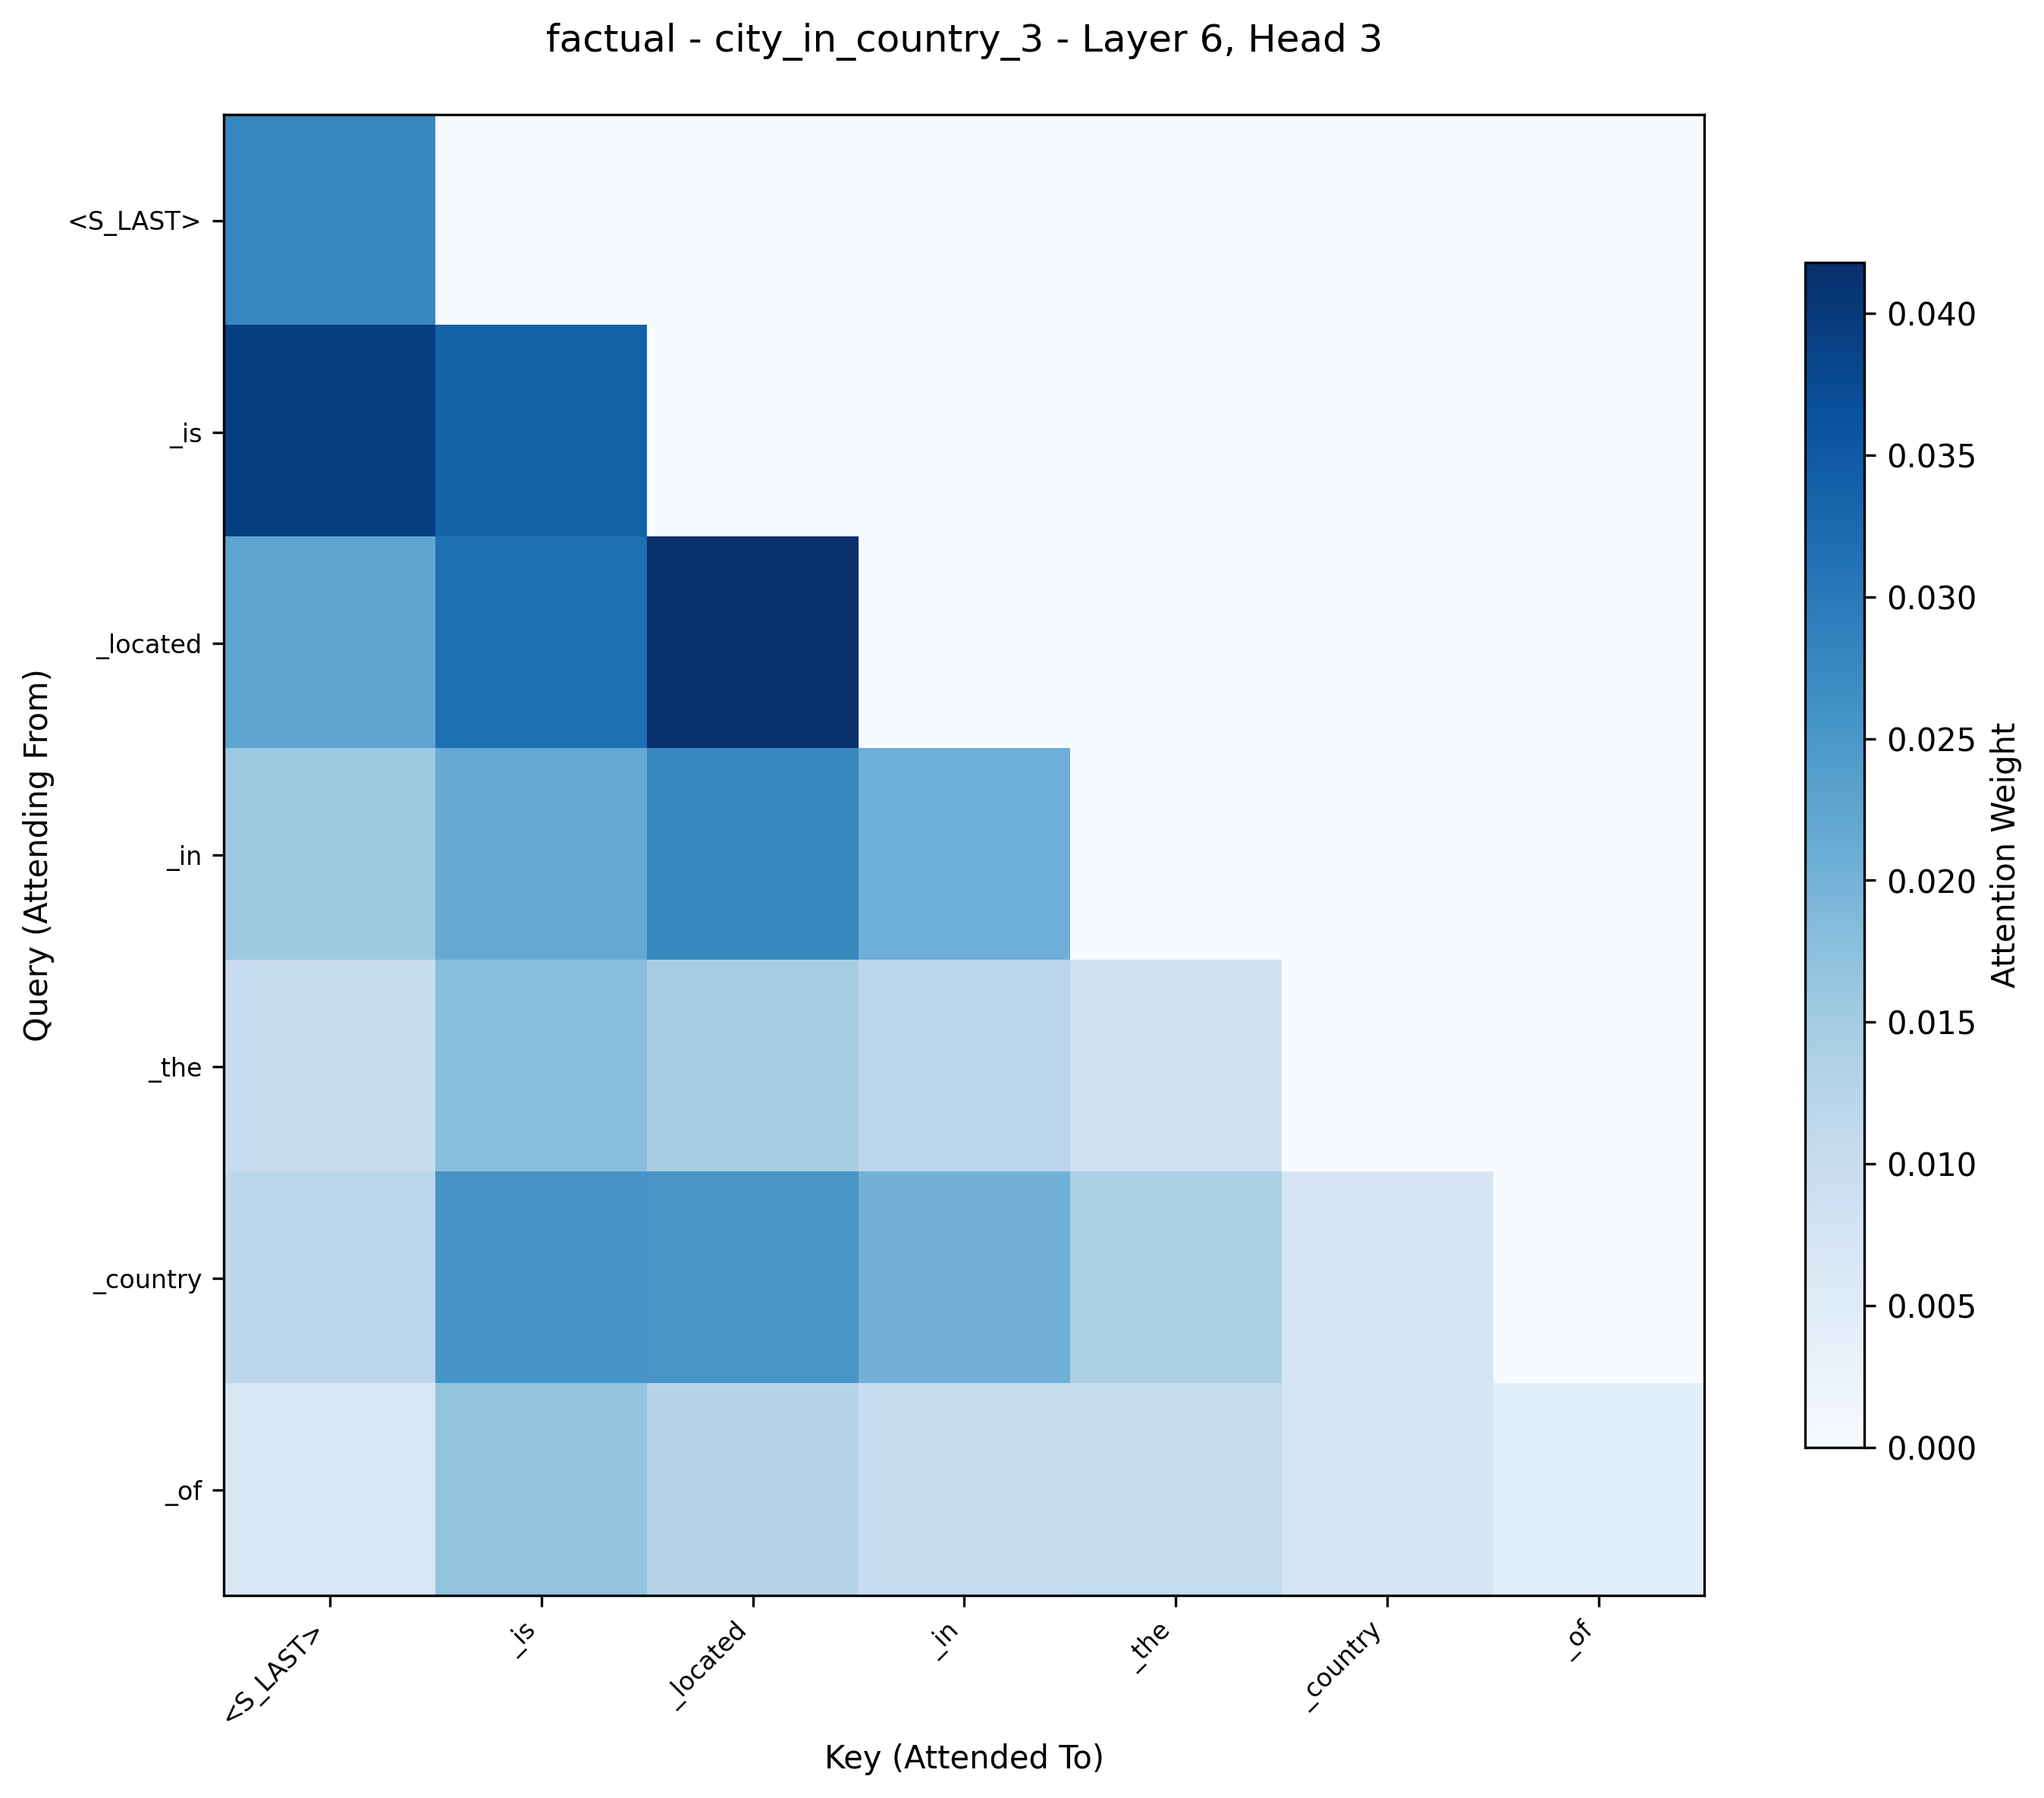 factual - city_in_country_3 - Layer 6, Head 3
Query (Attending From)
<S_LAST>
_is
_located
_in
_the
_country
_of
<S_LAST>
_is
_located
_in
_the
_country
_of
Key (Attended To)
0.040
0.035
0.030
0.025
0.020
0.015
0.010
0.005
0.000
Attention Weight